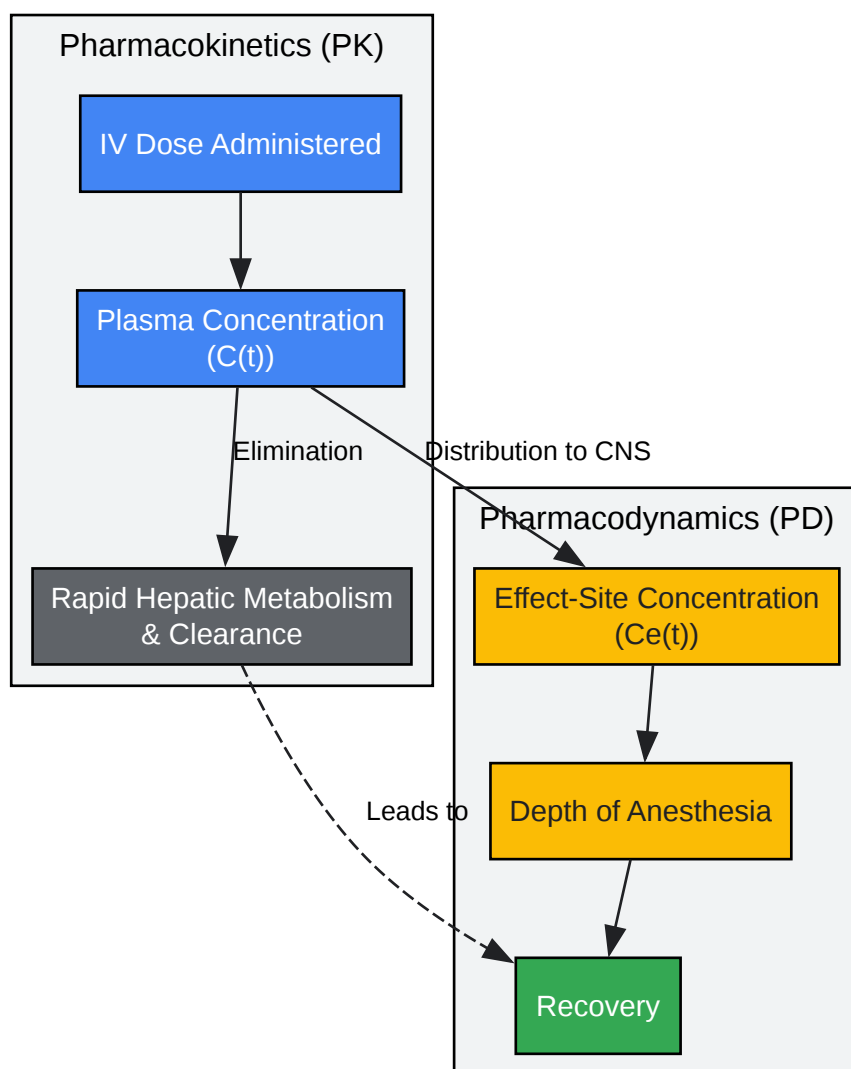 Pharmacokinetics (PK)
IV Dose Administered
Plasma Concentration
(C(t))
Elimination
Distribution to CNS
Pharmacodynamics (PD)
Rapid Hepatic Metabolism
& Clearance
Effect-Site Concentration
(Ce(t))
Leads to
Depth of Anesthesia
Recovery